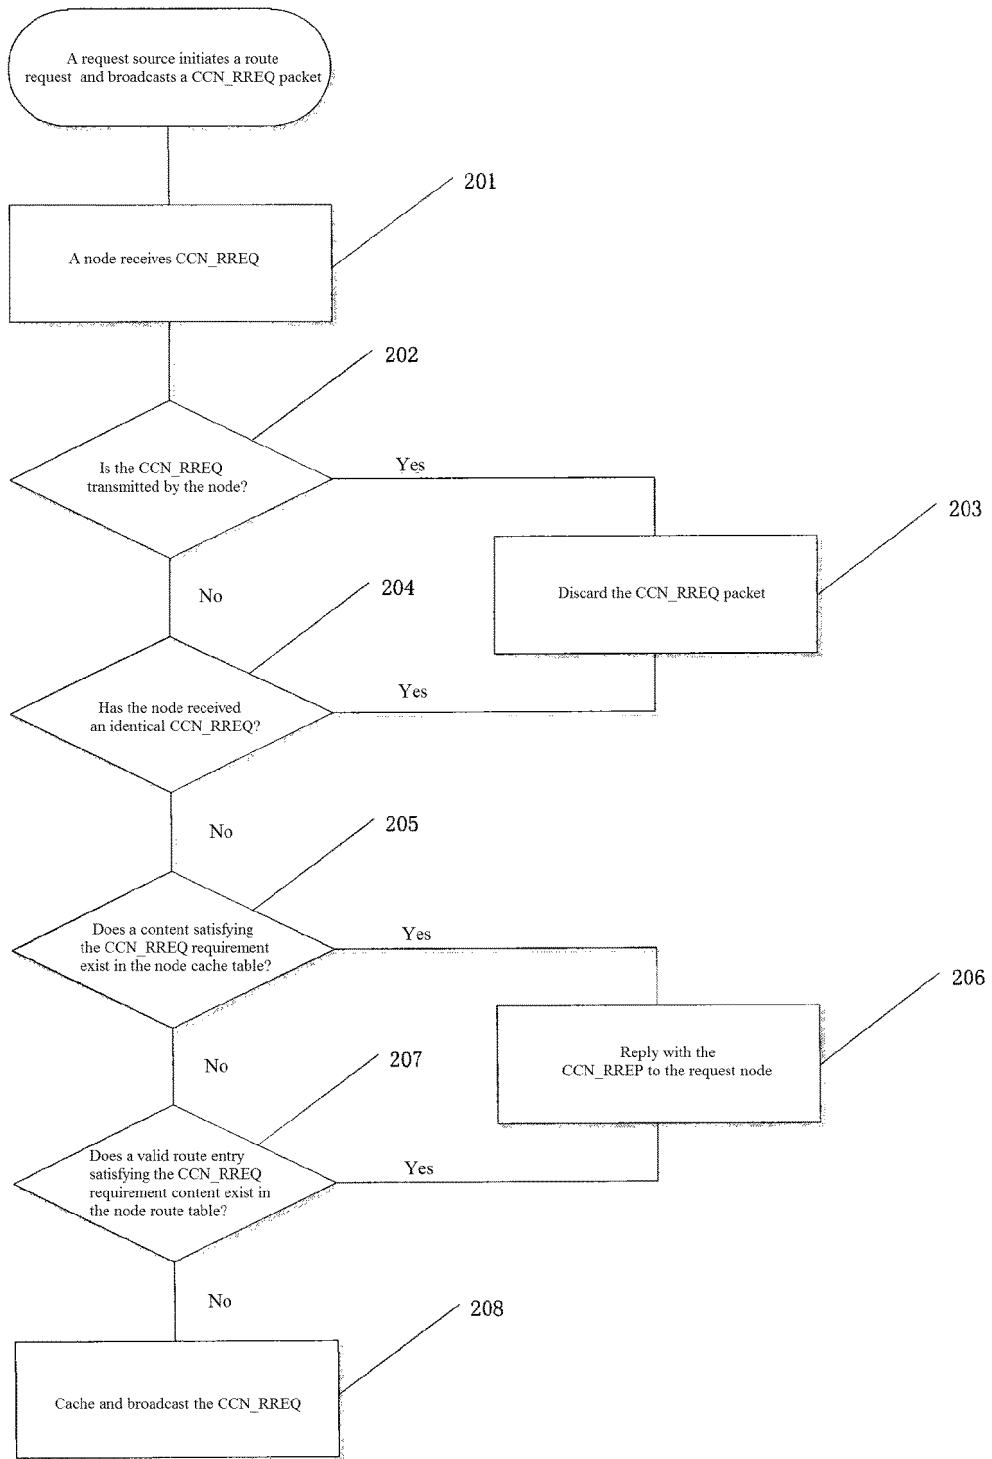 A request source initiates a route
request and broadcasts a CCN_RREQ packet
201
A node receives CCN_RREQ
202
Is the CCN_RREQ
transmitted by the node?
Yes
203
Discard the CCN_RREQ packet
No
204
Has the node received
an identical CCN_RREQ?
Yes
No
205
Does a content satisfying
the CCN_RREQ requirement
exist in the node cache table?
Yes
206
Reply with the
CCN_RREP to the request node
No
207
Does a valid route entry
satisfying the CCN_RREQ
requirement content exist in
the node route table?
Yes
No
208
Cache and broadcast the CCN_RREQ